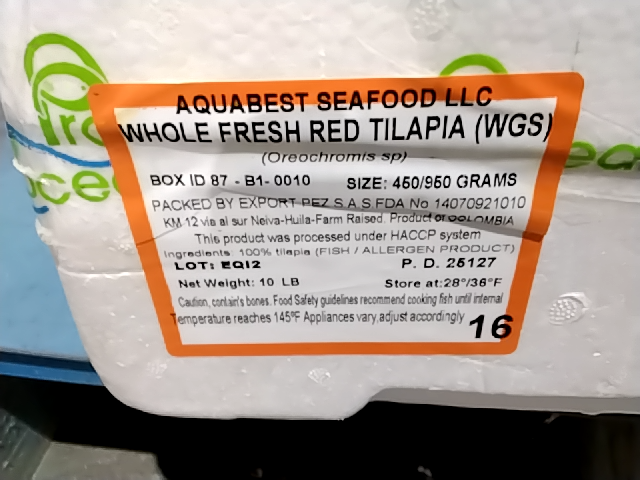 AQUABEST SEAFOOD LLC
WHOLE FRESH RED TILAPIA (WGS)
(Oreochromis sp)
BOX ID 87 - B1- 0010 SIZE: 450/950 GRAMS
PACKED BY EXPORT PEZ S.A.S.FDA No 14070921010
KM 12 via al sur Neiva-Huila-Farm Raised. Product of COLOMBIA
This product was processed under HACCP system
Ingredients: 100% tilapia (FISH / ALLERGEN PRODUCT)
LOT: EQI2 P. D. 25127
Net Weight: 10 LB Store at:28°/36°F
Caution, contain's bones. Food Safety guidelines recommend cooking fish until internal
Temperature reaches 145ºF Appliances vary,adjust accordingly 16